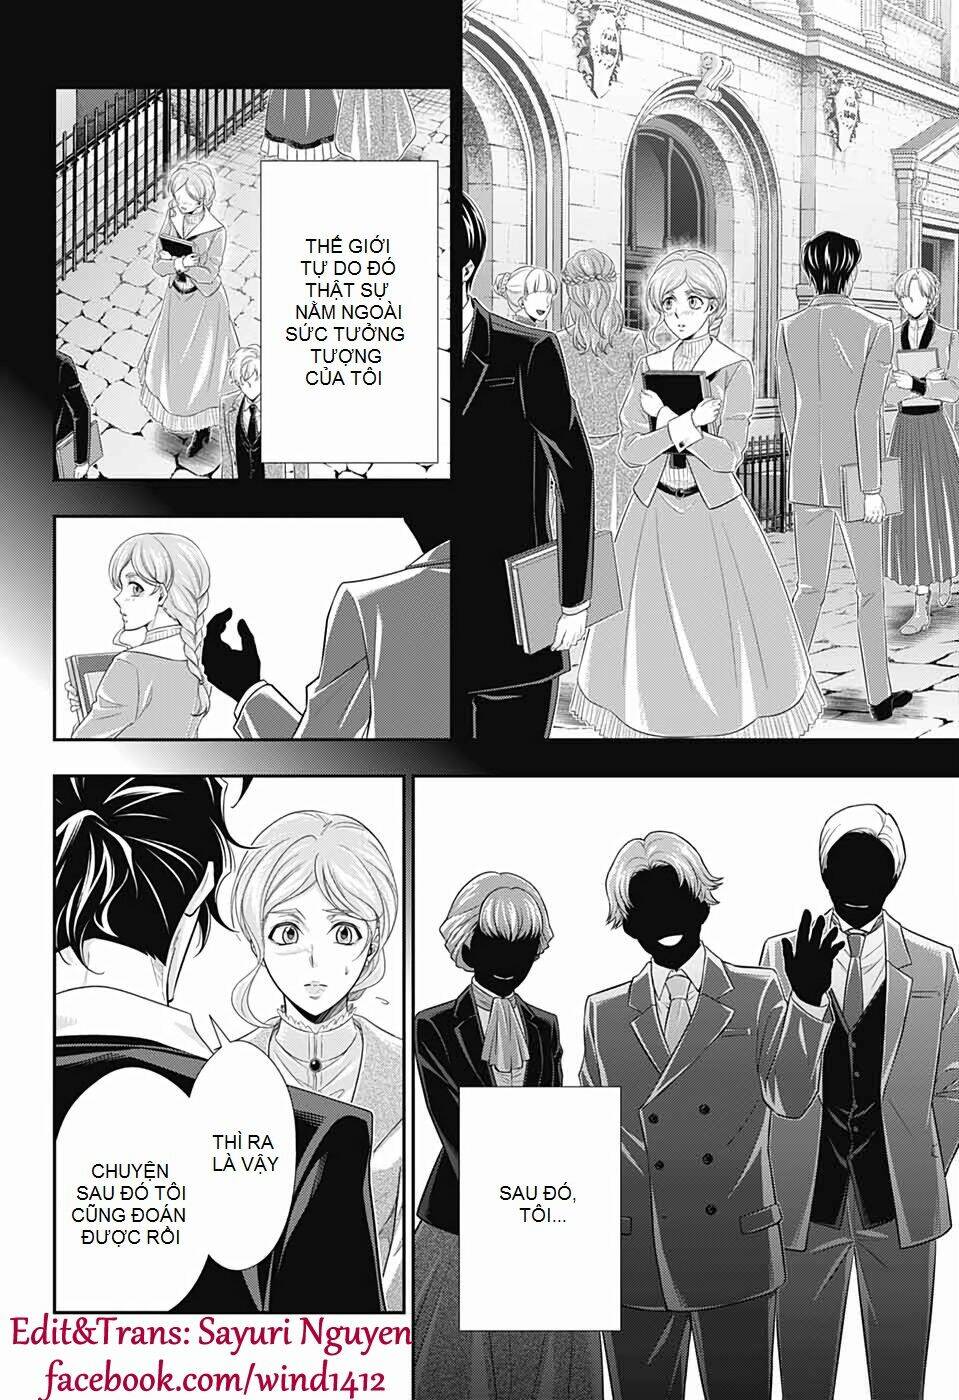 THẾ GIỚI
TỰ DO ĐÓ
THẬT SỰ
NẰM NGOÀI
SỨC TƯỞNG
TƯỢNG
CỦA TÔI
SAU ĐÓ,
TÔI...
THÌ RA
LÀ VẬY
CHUYỆN
SAU ĐÓ TÔI
CŨNG ĐOÁN
ĐƯỢC RỒI
Edit&Trans: Sayuri Nguyen
facebook.com/wind1412